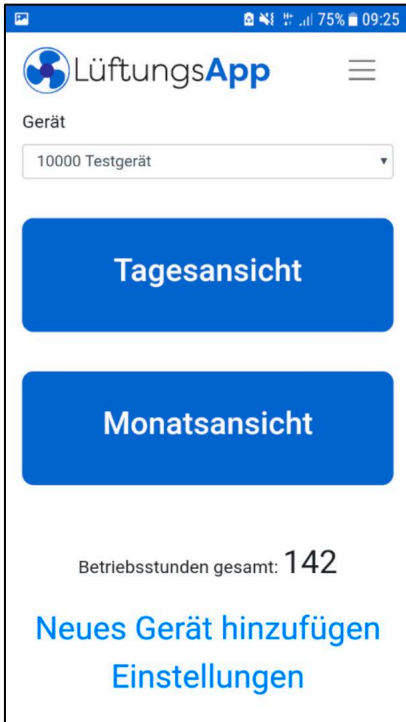 75% 09:25
LüftungsApp
Gerät
10000 Testgerät
Tagesansicht
Monatsansicht
Betriebsstunden gesamt: 142
Neues Gerät hinzufügen
Einstellungen